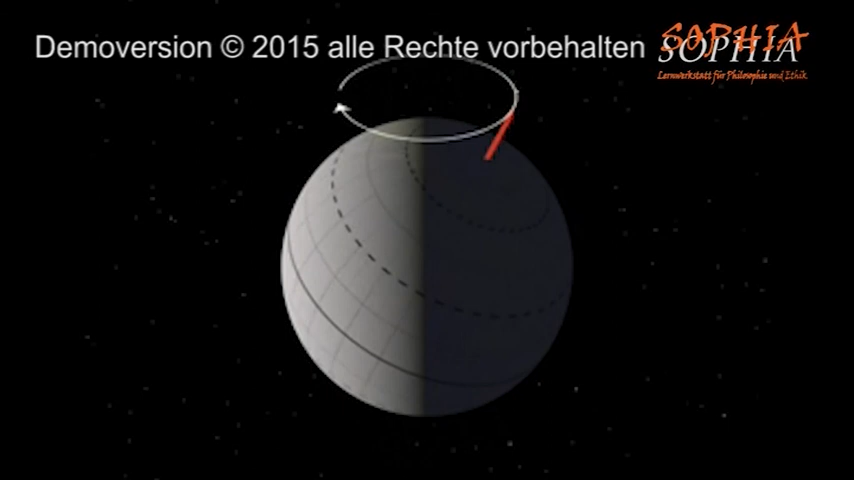 Demoversion © 2015 alle Rechte vorbehalten
SOPHIA
SOPHIA
Lernwerkstatt für Philosophie und Ethik